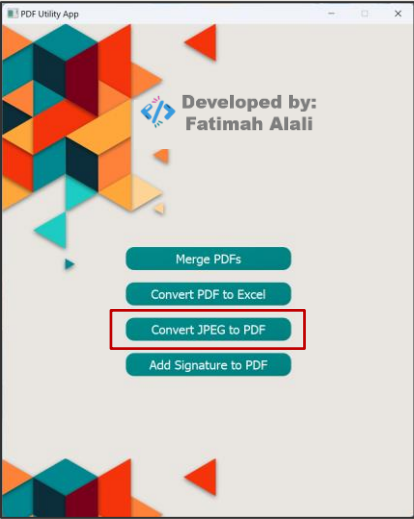 PDF Utility App
Developed by:
Fatimah Alali
Merge PDFs
Convert PDF to Excel
Convert JPEG to PDF
Add Signature to PDF